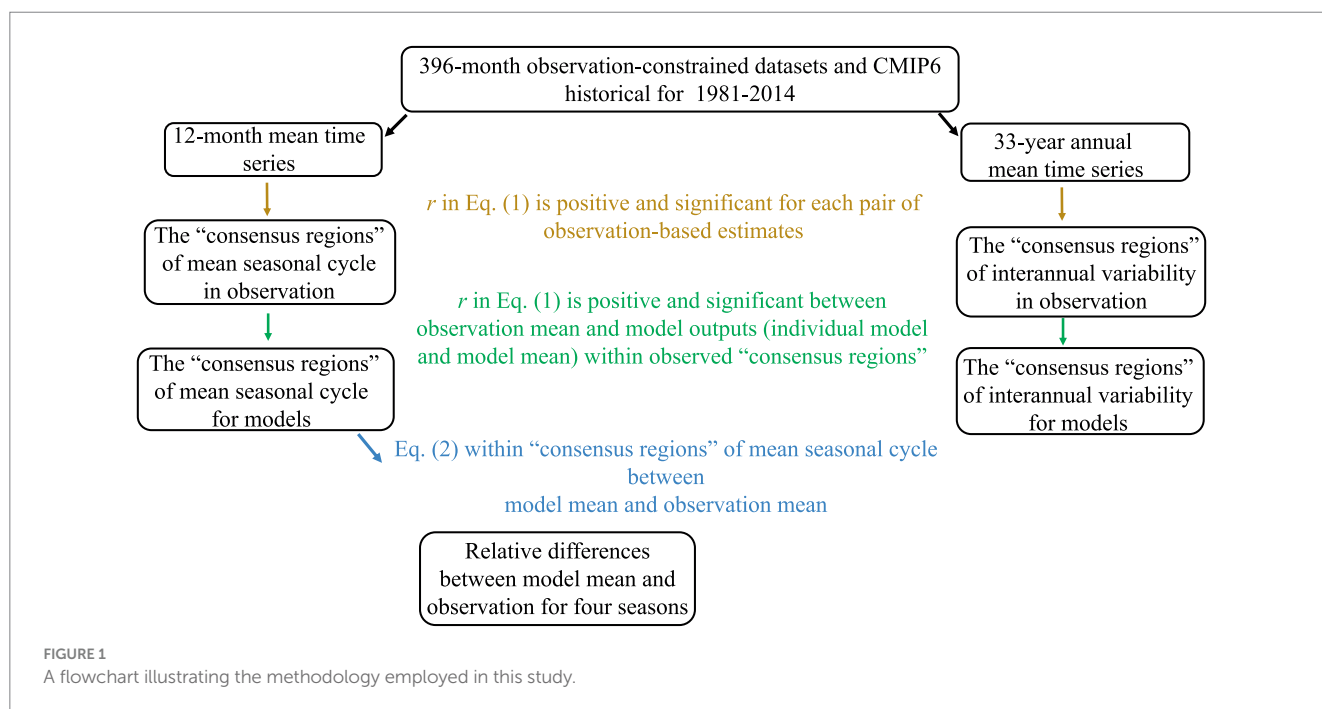 396-month observation-constrained datasets and CMIP6
historical for 1981-2014
12-month mean time
series
33-year annual
mean time series
r in Eq. (1) is positive and significant for each pair of
observation-based estimates
The “consensus regions”
of mean seasonal cycle
in observation
The “consensus regions”
of interannual variability
in observation
r in Eq. (1) is positive and significant between
observation mean and model outputs (individual model
and model mean) within observed “consensus regions”
The “consensus regions”
of mean seasonal cycle
for models
The “consensus regions”
of interannual variability
for models
Eq. (2) within “consensus regions” of mean seasonal cycle
between
model mean and observation mean
Relative differences
between model mean and
observation for four seasons
FIGURE 1
A flowchart illustrating the methodology employed in this study.